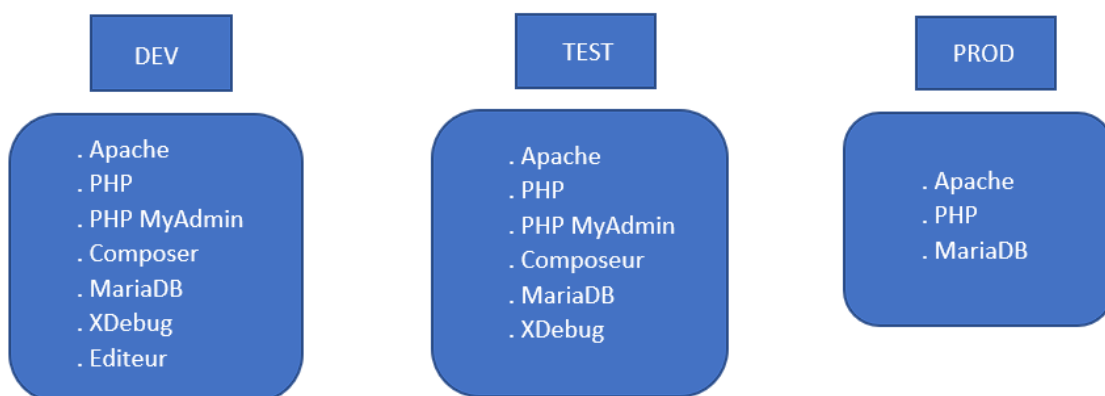 DEV
. Apache
. PHP
. PHP MyAdmin
. Composer
. MariaDB
. XDebug
. Editeur
TEST
. Apache
. PHP
. PHP MyAdmin
. Composeur
. MariaDB
. XDebug
PROD
. Apache
. PHP
. MariaDB